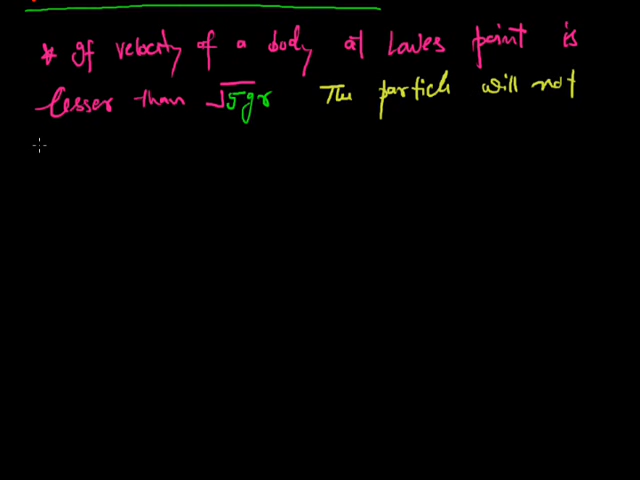 * If velocity of a body at Lowes point is
lesser than √5gr The particle will not